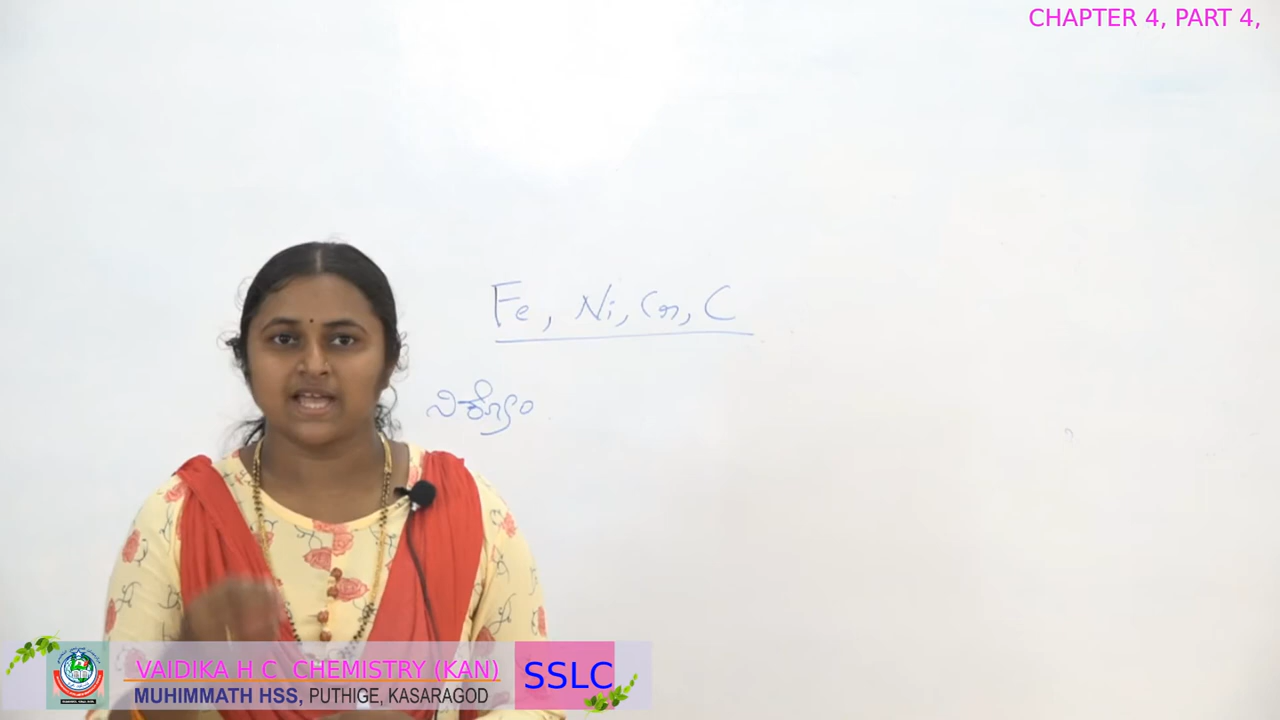 CHAPTER 4, PART 4,
Fe, Ni, Cr, C
ನಿಕ್ರೋಂ
VAIDIKA H C CHEMISTRY (KAN)
SSLC
MUHIMMATH HSS, PUTHIGE, KASARAGOD